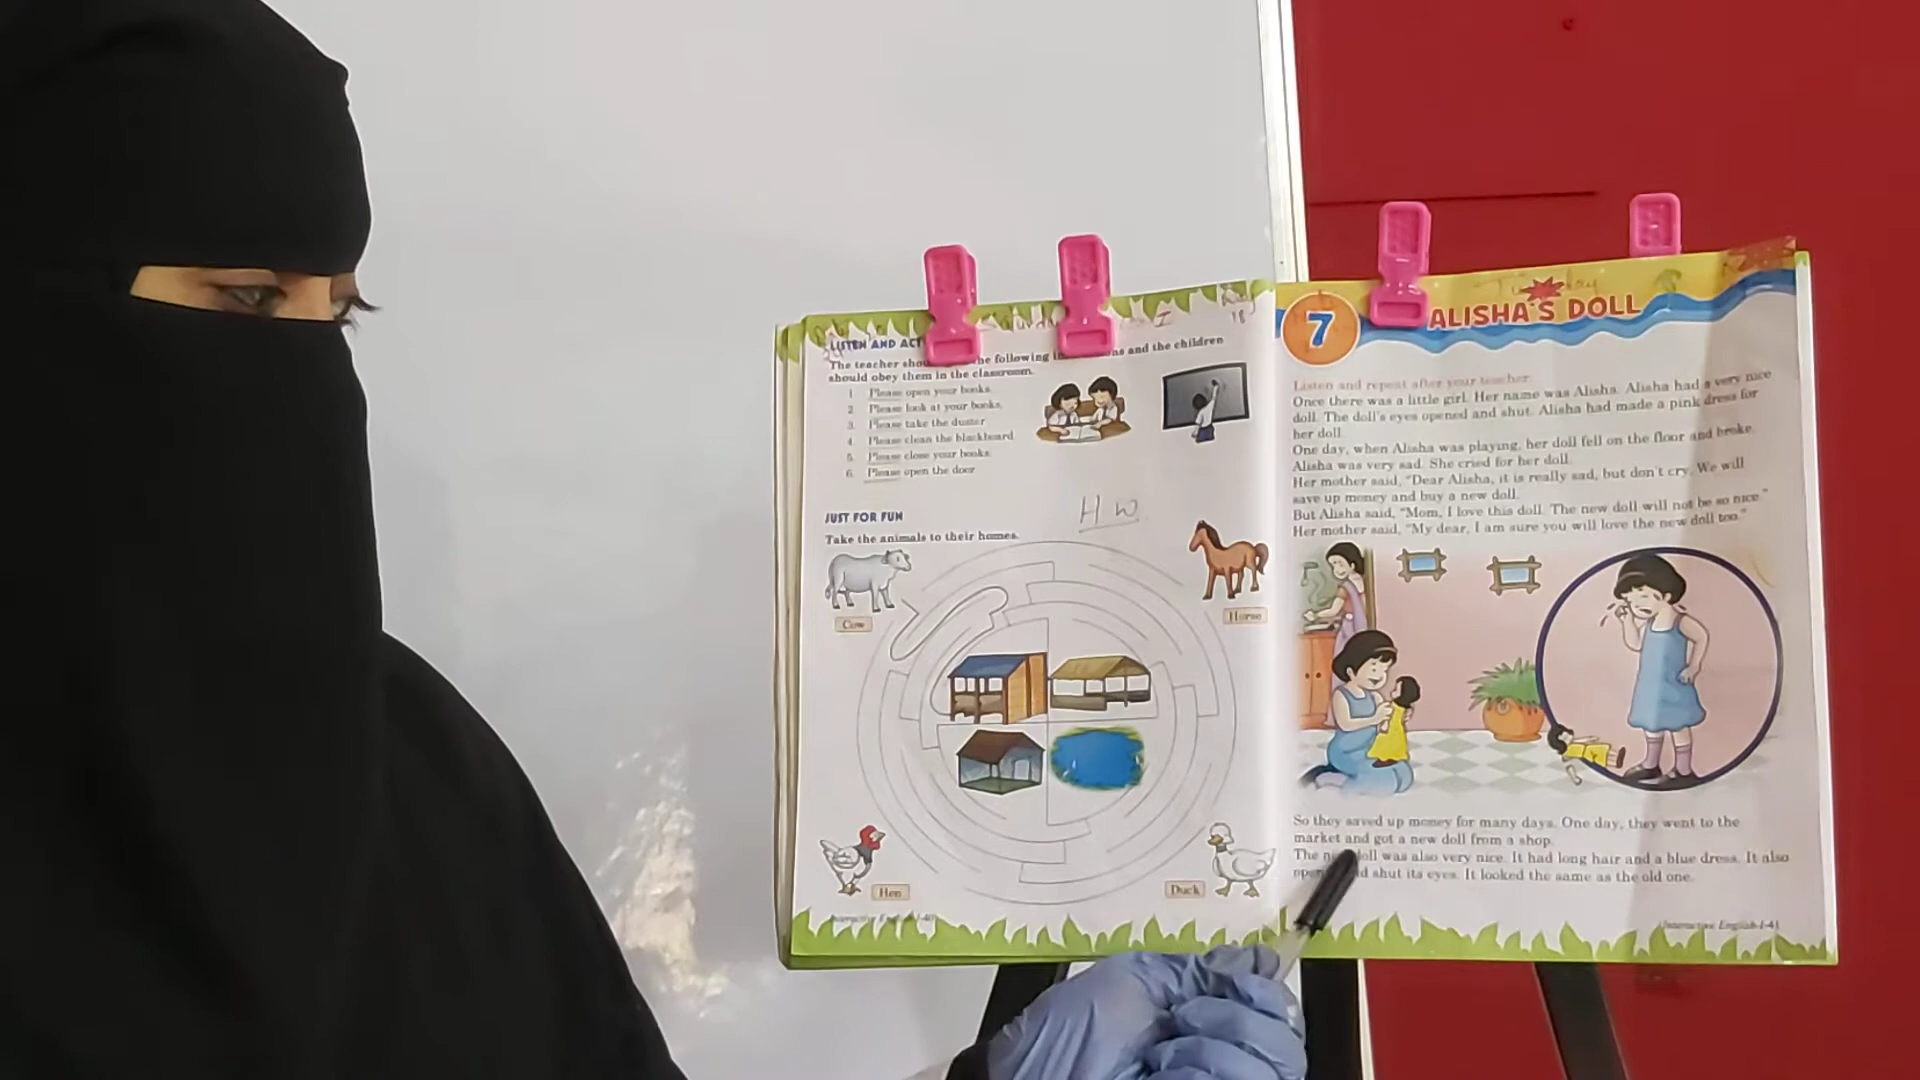 LISTEN AND ACT
The teacher the following and the children
should obey them in the classroom.
1 Please open your books.
2. Please look at your books.
3. Please take the duster
4. Please clean the blackboard
5. Please close your books.
6. Please open the door
H W
JUST FOR FUN
Take the animals to their homes.
Cow
Horse
Hen
Duck
Interactive English-I-40
7
ALISHA'S DOLL
Listen and repeat after your teacher.
Once there was a little girl. Her name was Alisha. Alisha had a very nice
doll. The doll's eyes opened and shut. Alisha had made a pink dress for
her doll.
One day, when Alisha was playing, her doll fell on the floor and broke.
Alisha was very sad. She cried for her doll.
Her mother said, "Dear Alisha, it is really sad, but don't cry. We will
save up money and buy a new doll.
But Alisha said, "Mom, I love this doll. The new doll will not be so nice."
Her mother said, "My dear, I am sure you will love the new doll too."
So they saved up money for many days. One day, they went to the
market and got a new doll from a shop.
The doll was also very nice. It had long hair and a blue dress. It also
shut its eyes. It looked the same as the old one.
Interactive English-I-41